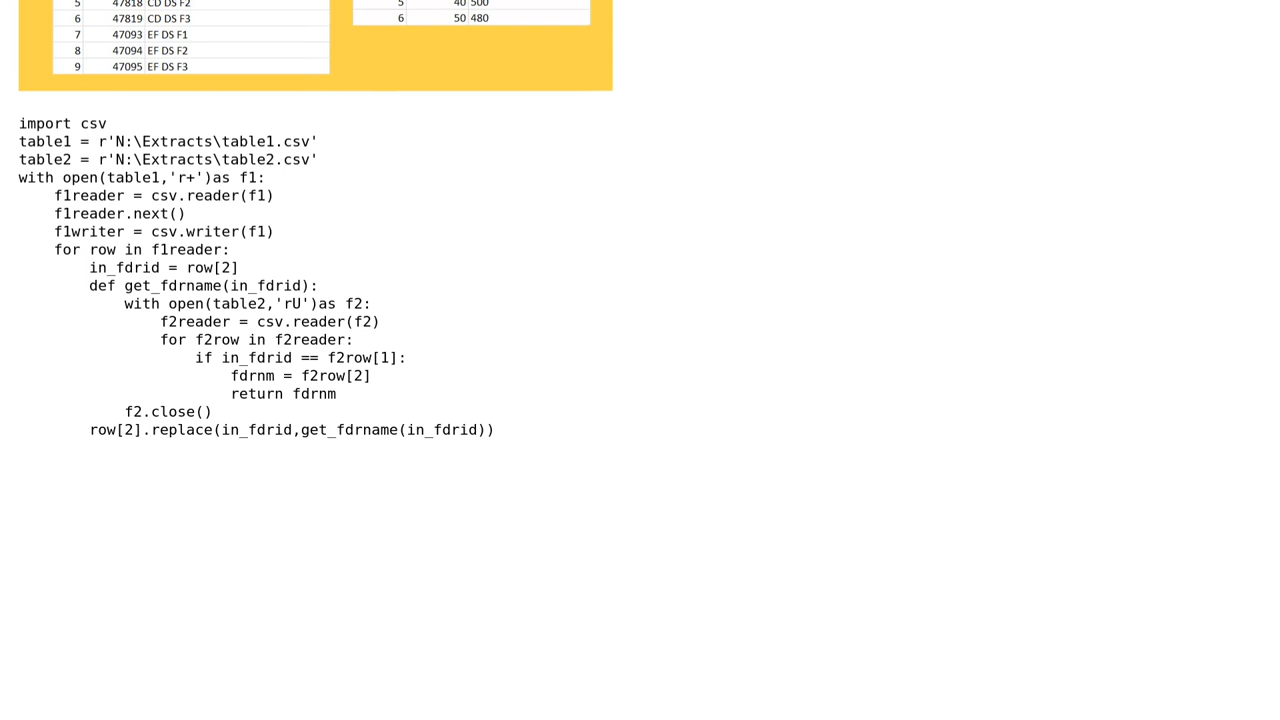 5 47818 CD DS F2
6 47819 CD DS F3
7 47093 EF DS F1
8 47094 EF DS F2
9 47095 EF DS F3
5 40 500
6 50 480
import csv
table1 = r'N:\Extracts\table1.csv'
table2 = r'N:\Extracts\table2.csv'
with open(table1,'r+')as f1:
    f1reader = csv.reader(f1)
    f1reader.next()
    f1writer = csv.writer(f1)
    for row in f1reader:
        in_fdrid = row[2]
        def get_fdrname(in_fdrid):
            with open(table2,'rU')as f2:
                f2reader = csv.reader(f2)
                for f2row in f2reader:
                    if in_fdrid == f2row[1]:
                        fdrnm = f2row[2]
                        return fdrnm
            f2.close()
        row[2].replace(in_fdrid,get_fdrname(in_fdrid))